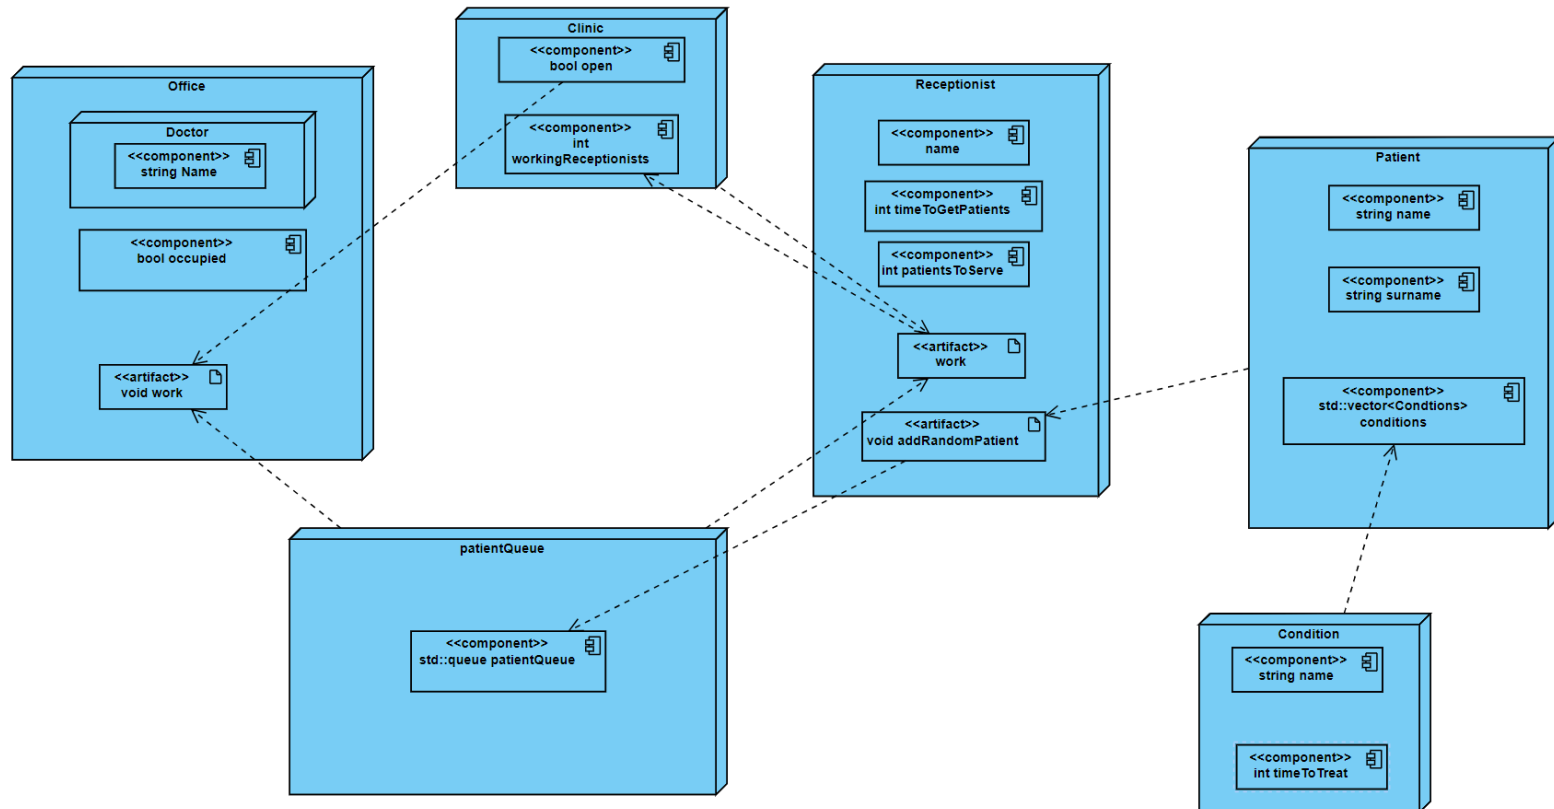 Office
Doctor
<<component>>
string Name
<<component>>
bool occupied
<<artifact>>
void work
Clinic
<<component>>
bool open
<<component>>
int
workingReceptionists
Receptionist
<<component>>
name
<<component>>
int timeToGetPatients
<<component>>
int patientsToServe
<<artifact>>
work
<<artifact>>
void addRandomPatient
Patient
<<component>>
string name
<<component>>
string surname
<<component>>
std::vector<Condtions>
conditions
patientQueue
<<component>>
std::queue patientQueue
Condition
<<component>>
string name
<<component>>
int timeToTreat